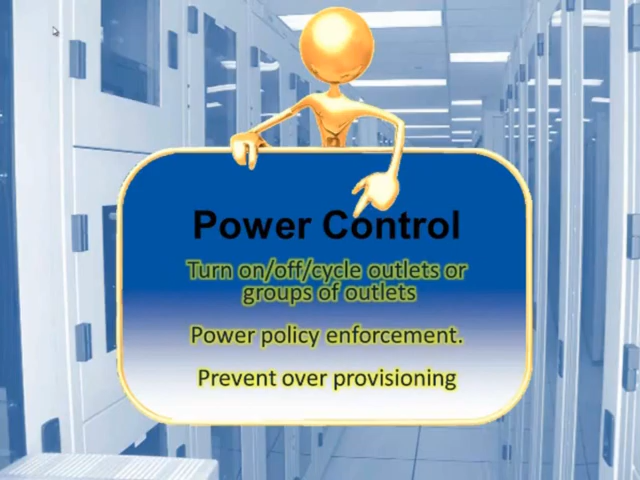 Power Control
Turn on/off/cycle outlets or
groups of outlets
Power policy enforcement.
Prevent over provisioning